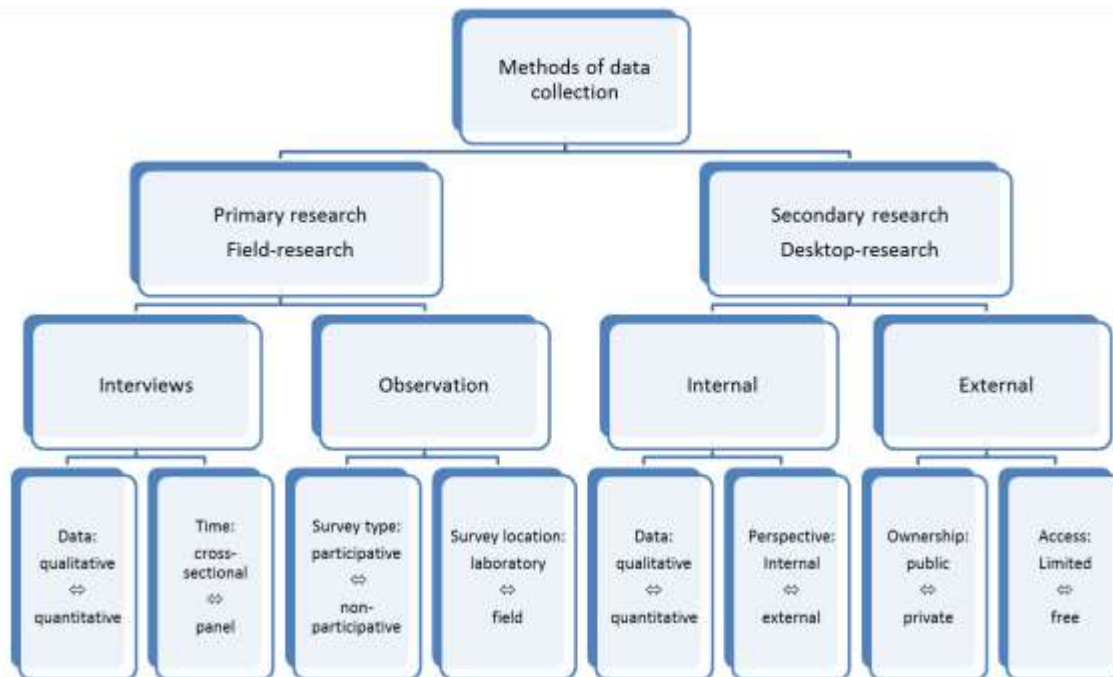 Methods of data
collection
Primary research
Field-research
Secondary research
Desktop-research
Interviews
Observation
Internal
External
Data:
qualitative
⇔
quantitative
Time:
cross-
sectional
⇔
panel
Survey type:
participative
⇔
non-
participative
Survey location:
laboratory
⇔
field
Data:
qualitative
⇔
quantitative
Perspective:
Internal
⇔
external
Ownership:
public
⇔
private
Access:
Limited
⇔
free